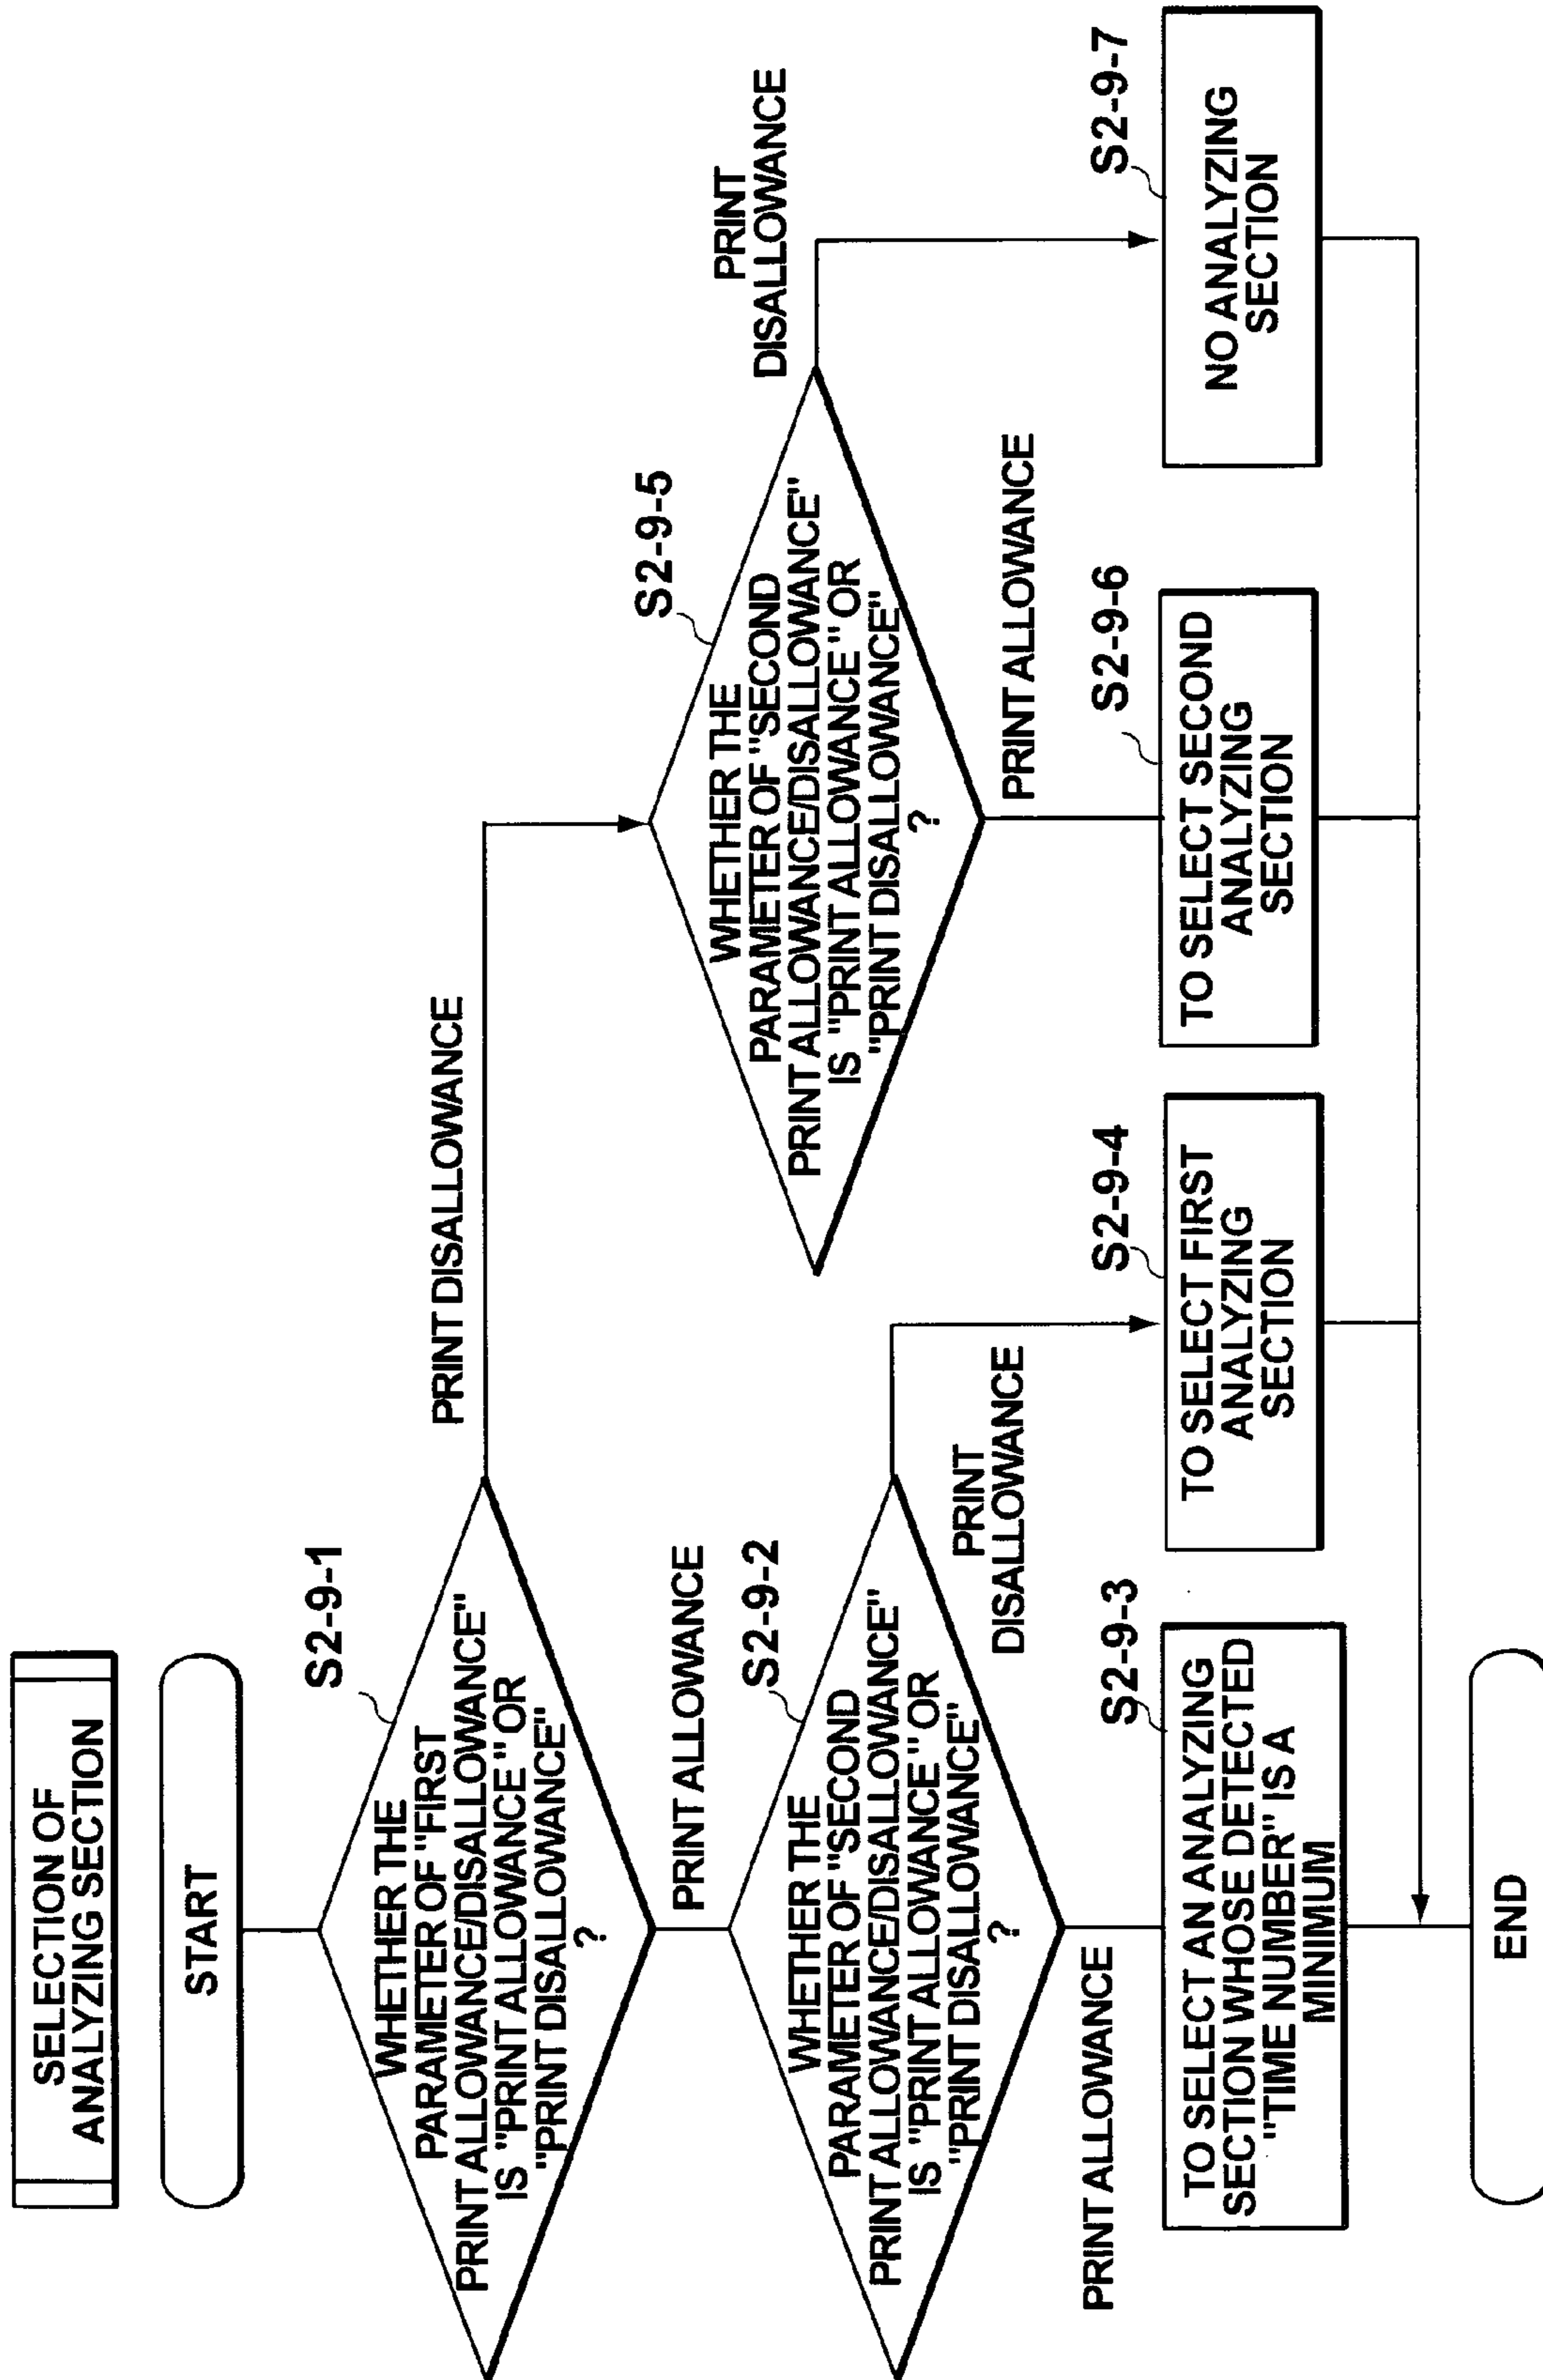 SELECTION OF
ANALYZING SECTION
START
S2-9-1
WHETHER THE
PARAMETER OF "FIRST
PRINT ALLOWANCE/DISALLOWANCE"
IS "PRINT ALLOWANCE" OR
"PRINT DISALLOWANCE"
?
PRINT DISALLOWANCE
PRINT ALLOWANCE
S2-9-2
WHETHER THE
PARAMETER OF "SECOND
PRINT ALLOWANCE/DISALLOWANCE"
IS "PRINT ALLOWANCE" OR
"PRINT DISALLOWANCE"
?
PRINT
DISALLOWANCE
PRINT ALLOWANCE
S2-9-5
WHETHER THE
PARAMETER OF "SECOND
PRINT ALLOWANCE/DISALLOWANCE"
IS "PRINT ALLOWANCE" OR
"PRINT DISALLOWANCE"
?
PRINT
DISALLOWANCE
PRINT ALLOWANCE
S2-9-3
TO SELECT AN ANALYZING
SECTION WHOSE DETECTED
"TIME NUMBER" IS A
MINIMUM
S2-9-4
TO SELECT FIRST
ANALYZING
SECTION
S2-9-6
TO SELECT SECOND
ANALYZING
SECTION
S2-9-7
NO ANALYZING
SECTION
END